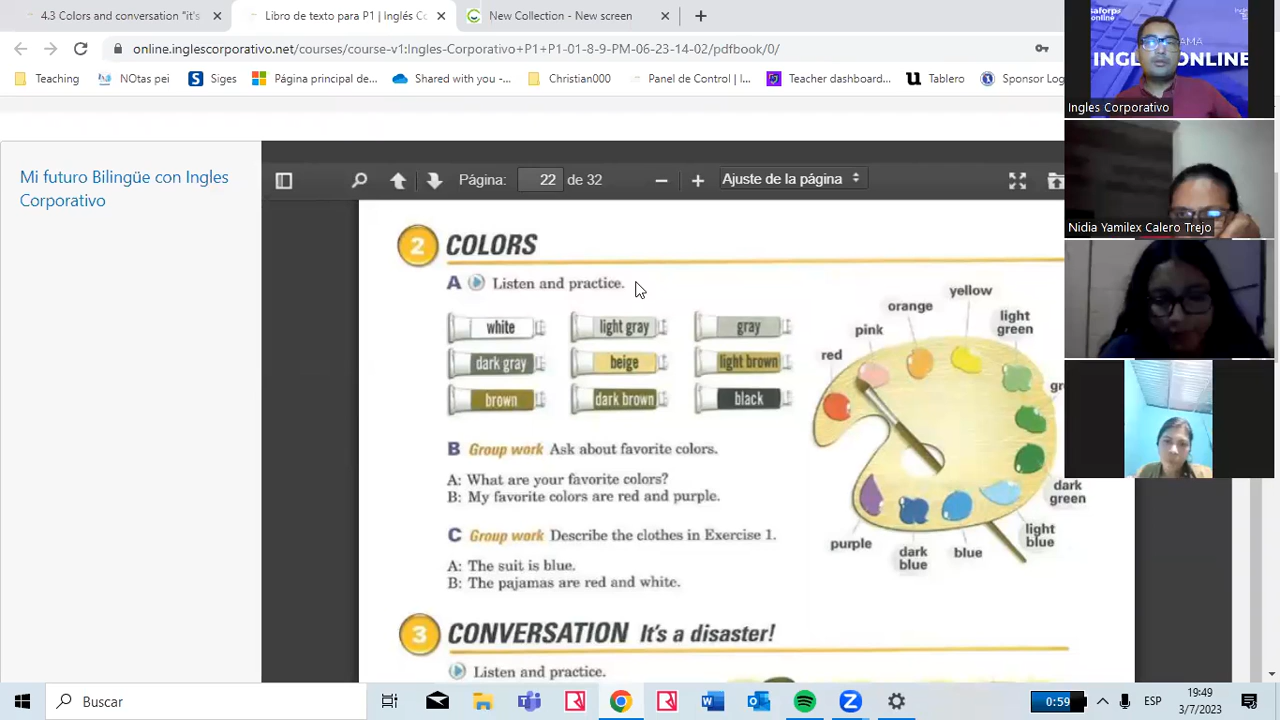 4.3 Conversation "it's
Libro de texto P1 | Ingles C
New Collection - New screen
online.inglescorporativo.net/courses/course-v1:Ingles-Corporativo+P1+P1-01-8-9-PM-06-23-14-02/pdfbook/0/
Teaching
NOtas pei
Siges
Página principal de...
Shared with you -...
Christian000
Panel de Control | I...
Teacher dashboard...
Tablero
Sponsor Log
Mi futuro Bilingüe con Ingles
Corporativo
Página:
22
de 32
Ajuste de la página
2 COLORS
A Listen and practice.
white
light gray
gray
dark gray
beige
light brown
brown
dark brown
black
red
pink
orange
yellow
light
green
dark
green
light
blue
blue
dark
blue
purple
B Group work Ask about favorite colors.
A: What are your favorite colors?
B: My favorite colors are red and purple.
C Group work Describe the clothes in Exercise 1.
A: The suit is blue.
B: The pajamas are red and white.
3 CONVERSATION It's a disaster!
Listen and practice.
Ingles Corporativo
Nidia Yamilex Calero Trejo
Buscar
0:59
ESP
19:49
3/7/2023